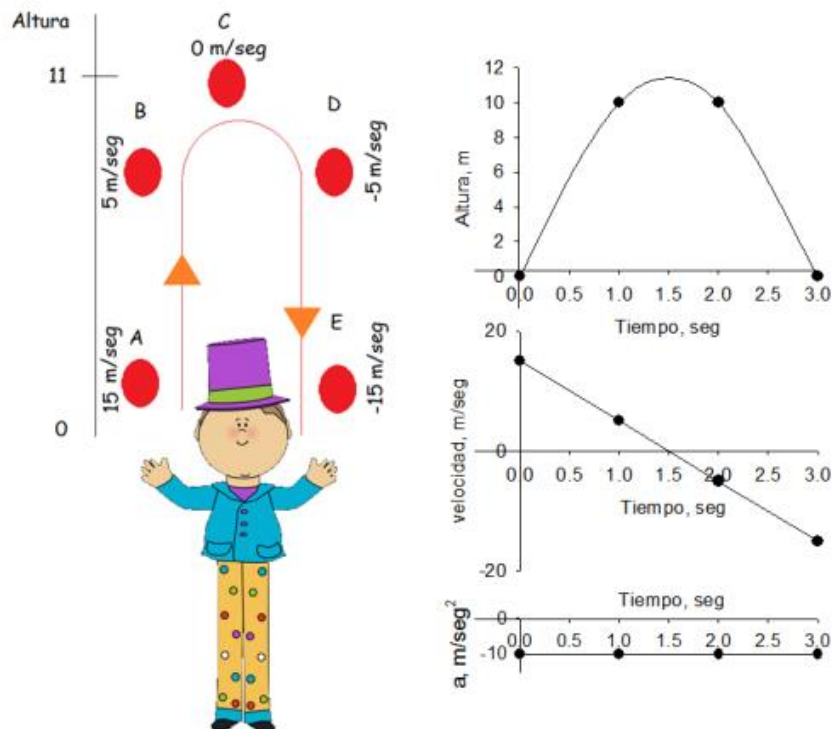 Altura
11
0
C
0 m/seg
B
5 m/seg
D
-5 m/seg
A
15 m/seg
E
-15 m/seg
Altura, m
12
10
8
6
4
2
0
0.0 0.5 1.0 1.5 2.0 2.5 3.0
Tiempo, seg
velocidad, m/seg
20
0
-20
0.0 0.5 1.0 1.5 2.0 2.5 3.0
Tiempo, seg
a, m/seg²
Tiempo, seg
0
-10
0.0 0.5 1.0 1.5 2.0 2.5 3.0